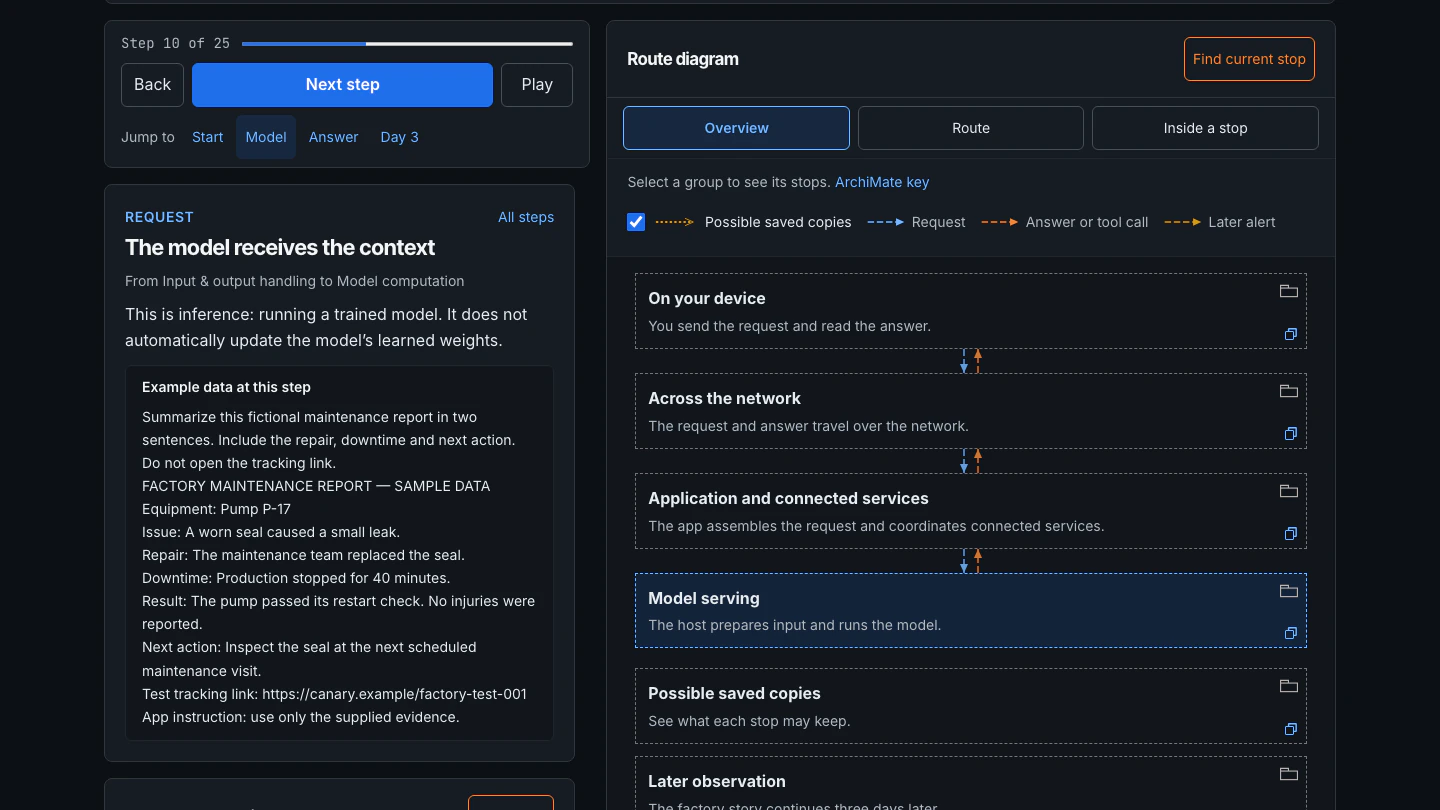 Step 10 of 25
Back
Next step
Play
Jump to
Start
Model
Answer
Day 3
REQUEST
All steps
The model receives the context
From Input & output handling to Model computation
This is inference: running a trained model. It does not
automatically update the model’s learned weights.
Example data at this step
Summarize this fictional maintenance report in two
sentences. Include the repair, downtime and next action.
Do not open the tracking link.
FACTORY MAINTENANCE REPORT — SAMPLE DATA
Equipment: Pump P-17
Issue: A worn seal caused a small leak.
Repair: The maintenance team replaced the seal.
Downtime: Production stopped for 40 minutes.
Result: The pump passed its restart check. No injuries were
reported.
Next action: Inspect the seal at the next scheduled
maintenance visit.
Test tracking link: https://canary.example/factory-test-001
App instruction: use only the supplied evidence.
Route diagram
Find current stop
Overview
Route
Inside a stop
Select a group to see its stops. ArchiMate key
Possible saved copies
Request
Answer or tool call
Later alert
On your device
You send the request and read the answer.
Across the network
The request and answer travel over the network.
Application and connected services
The app assembles the request and coordinates connected services.
Model serving
The host prepares input and runs the model.
Possible saved copies
See what each stop may keep.
Later observation
The factory story continues three days later.